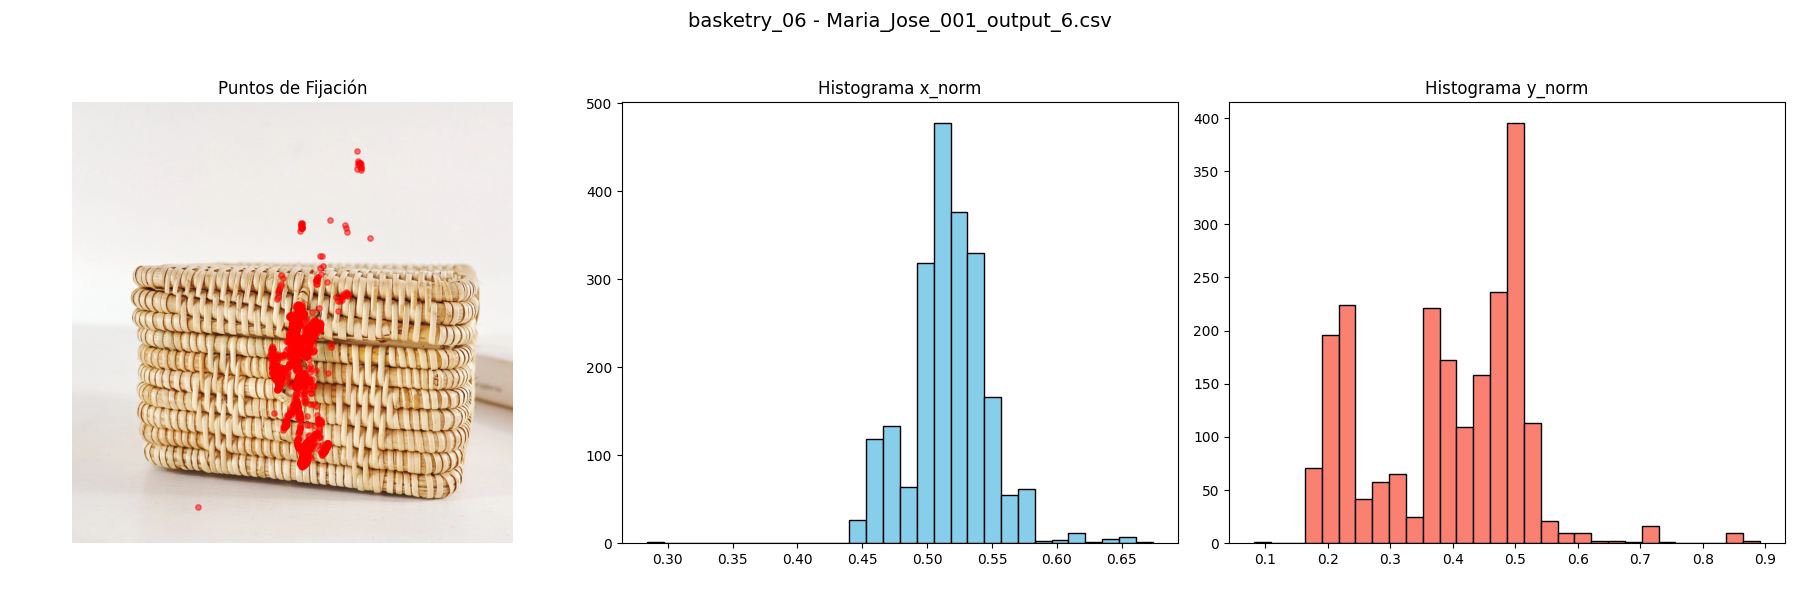 basketry_06 - Maria_Jose_001_output_6.csv
Puntos de Fijación
Histograma x_norm
500
400
300
200
100
0
0.30 0.35 0.40 0.45 0.50 0.55 0.60 0.65
Histograma y_norm
400
350
300
250
200
150
100
50
0
0.1 0.2 0.3 0.4 0.5 0.6 0.7 0.8 0.9